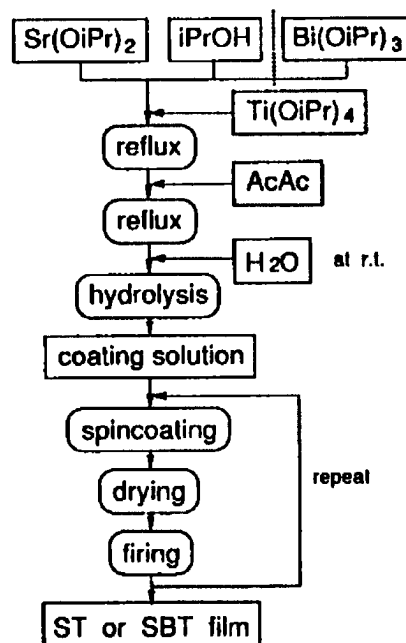 Sr(OiPr)2 iPrOH Bi(OiPr)3
Ti(OiPr)4
reflux
AcAc
reflux
H2O at r.t.
hydrolysis
coating solution
spincoating
drying
repeat
firing
ST or SBT film